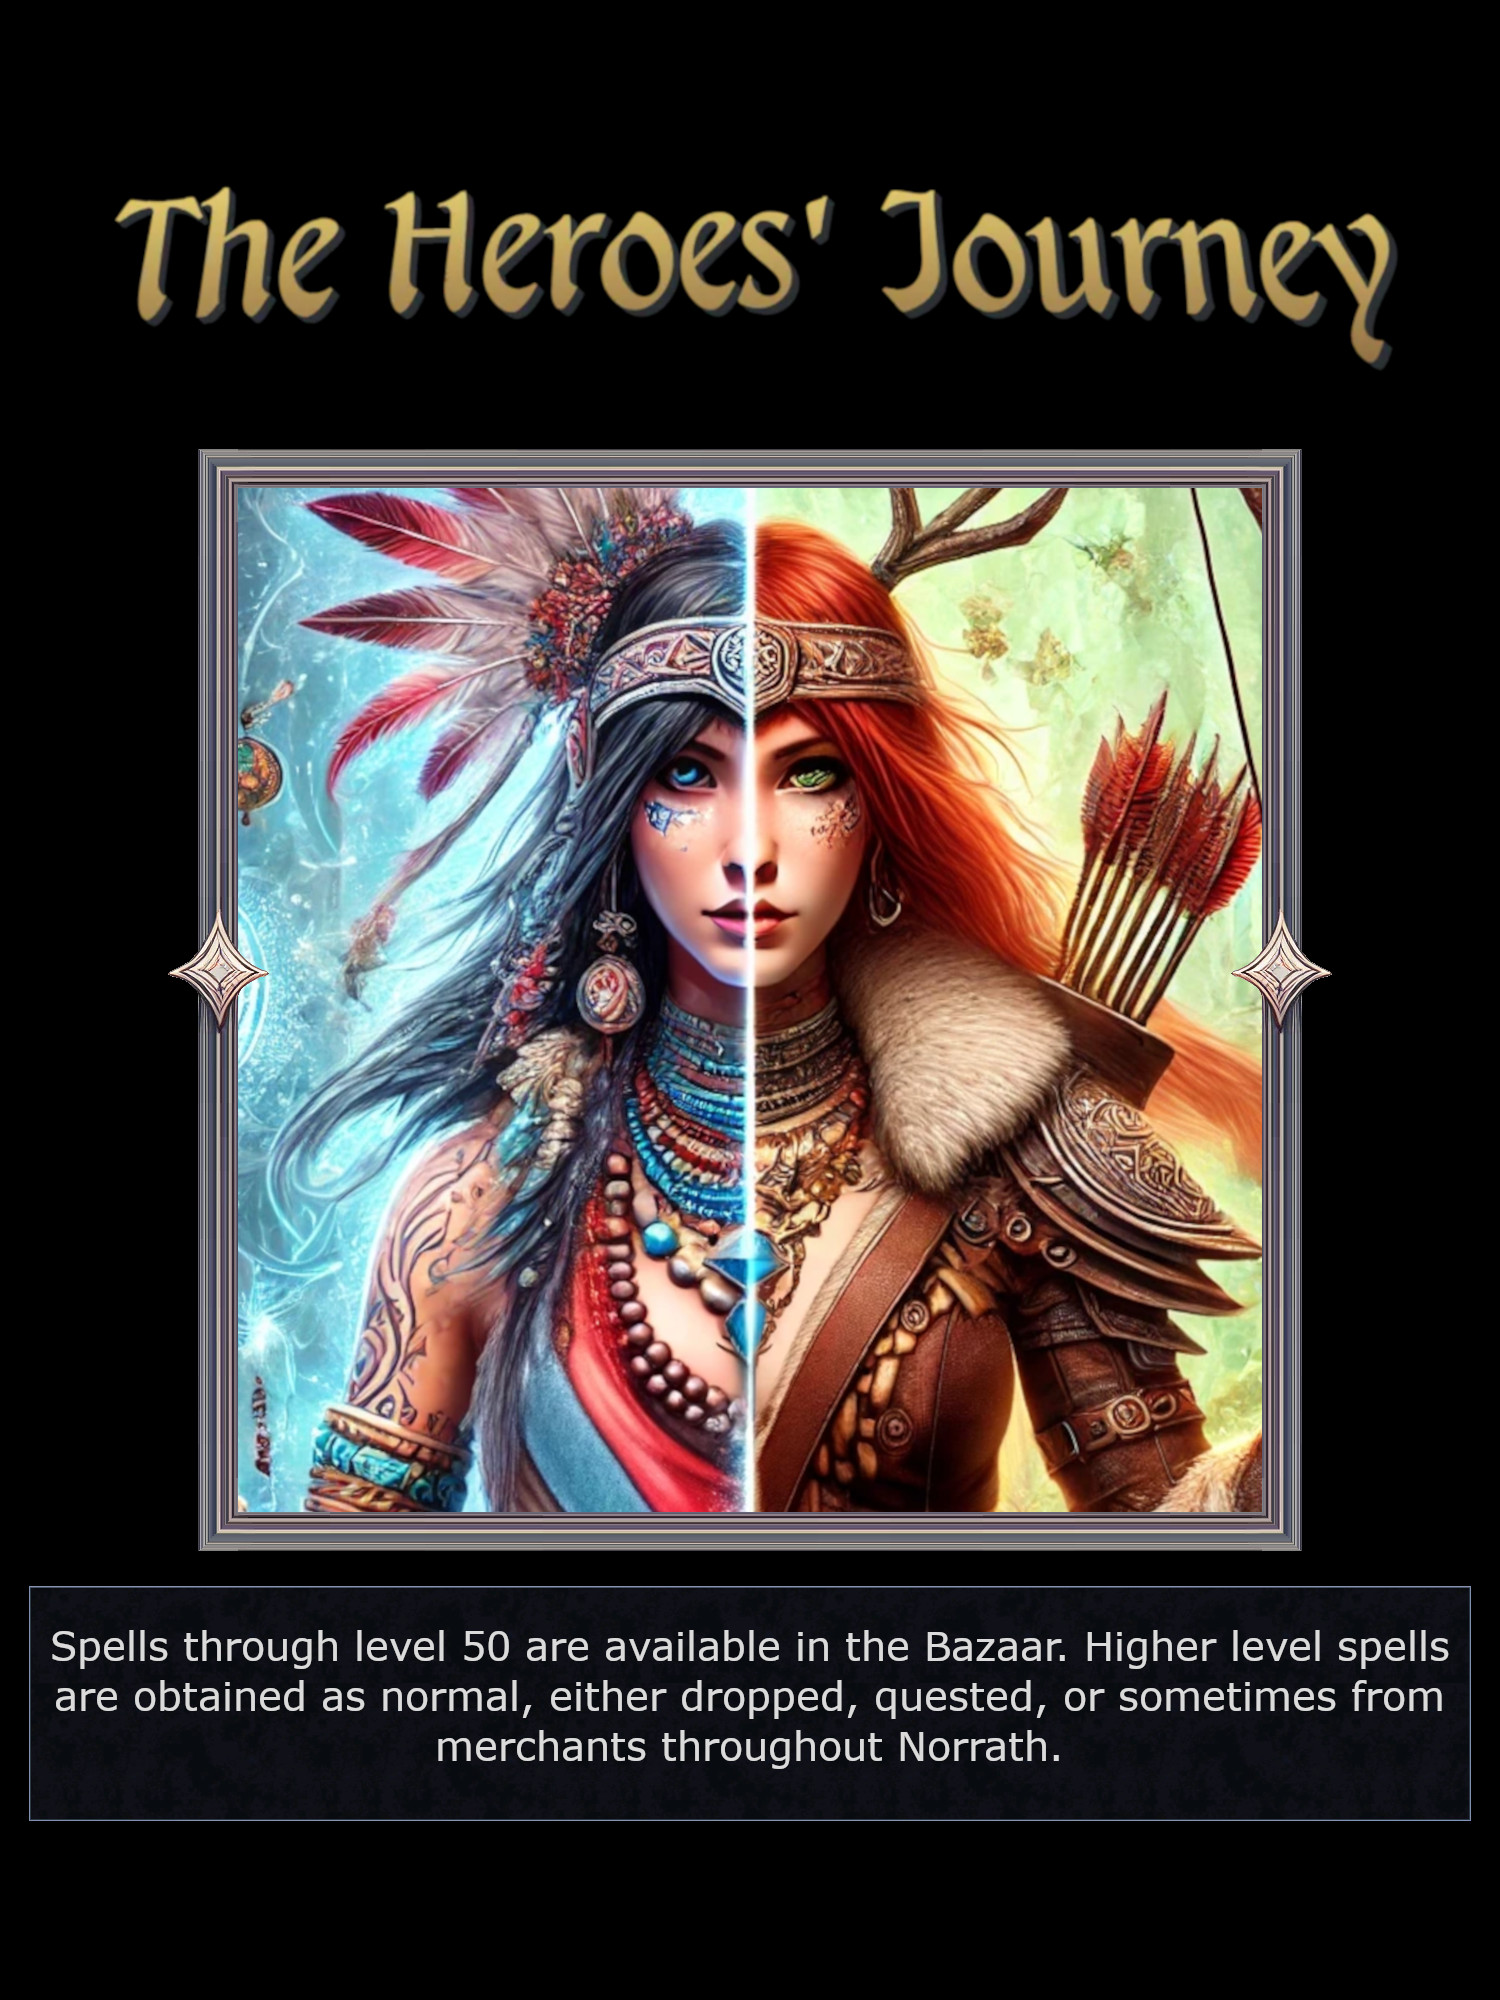 The Heroes' Journey
Spells through level 50 are available in the Bazaar. Higher level spells
are obtained as normal, either dropped, quested, or sometimes from
merchants throughout Norrath.